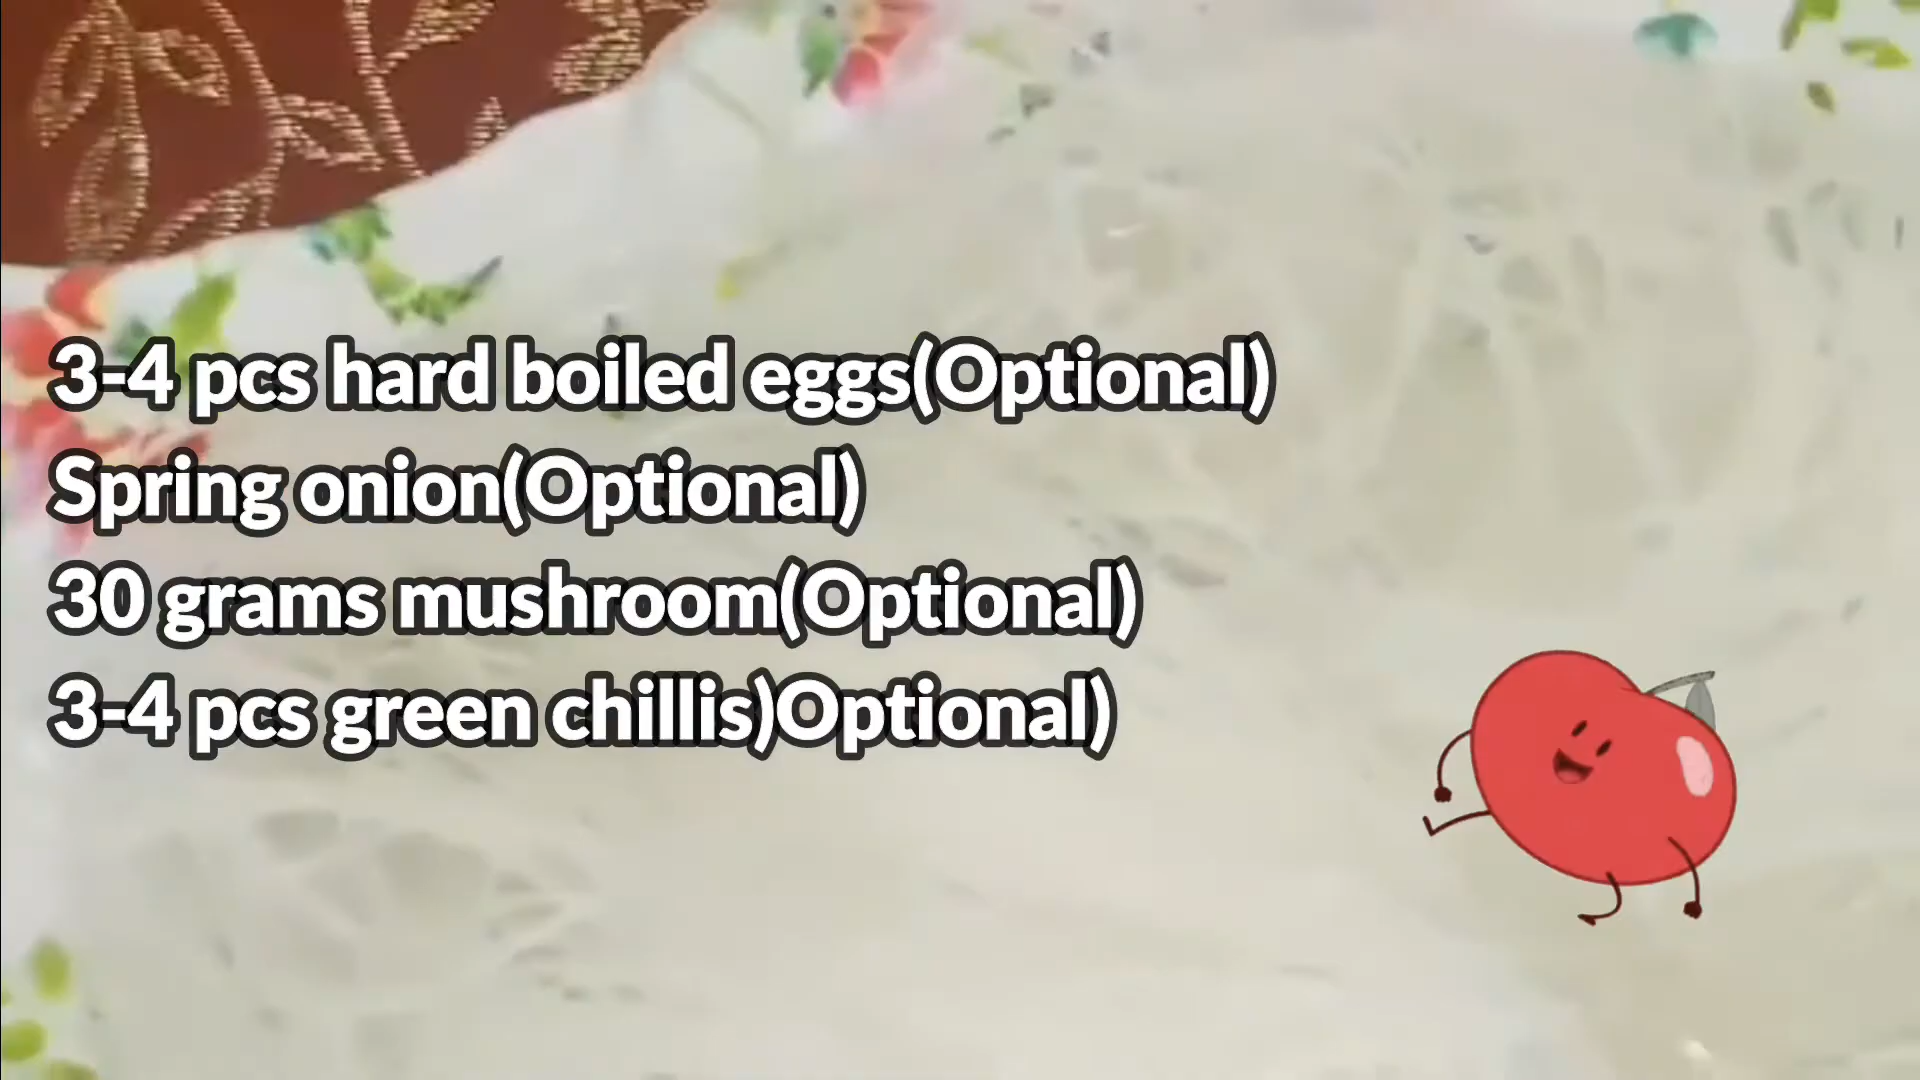 3-4 pcs hard boiled eggs(Optional)
Spring onion(Optional)
30 grams mushroom(Optional)
3-4 pcs green chillis)Optional)